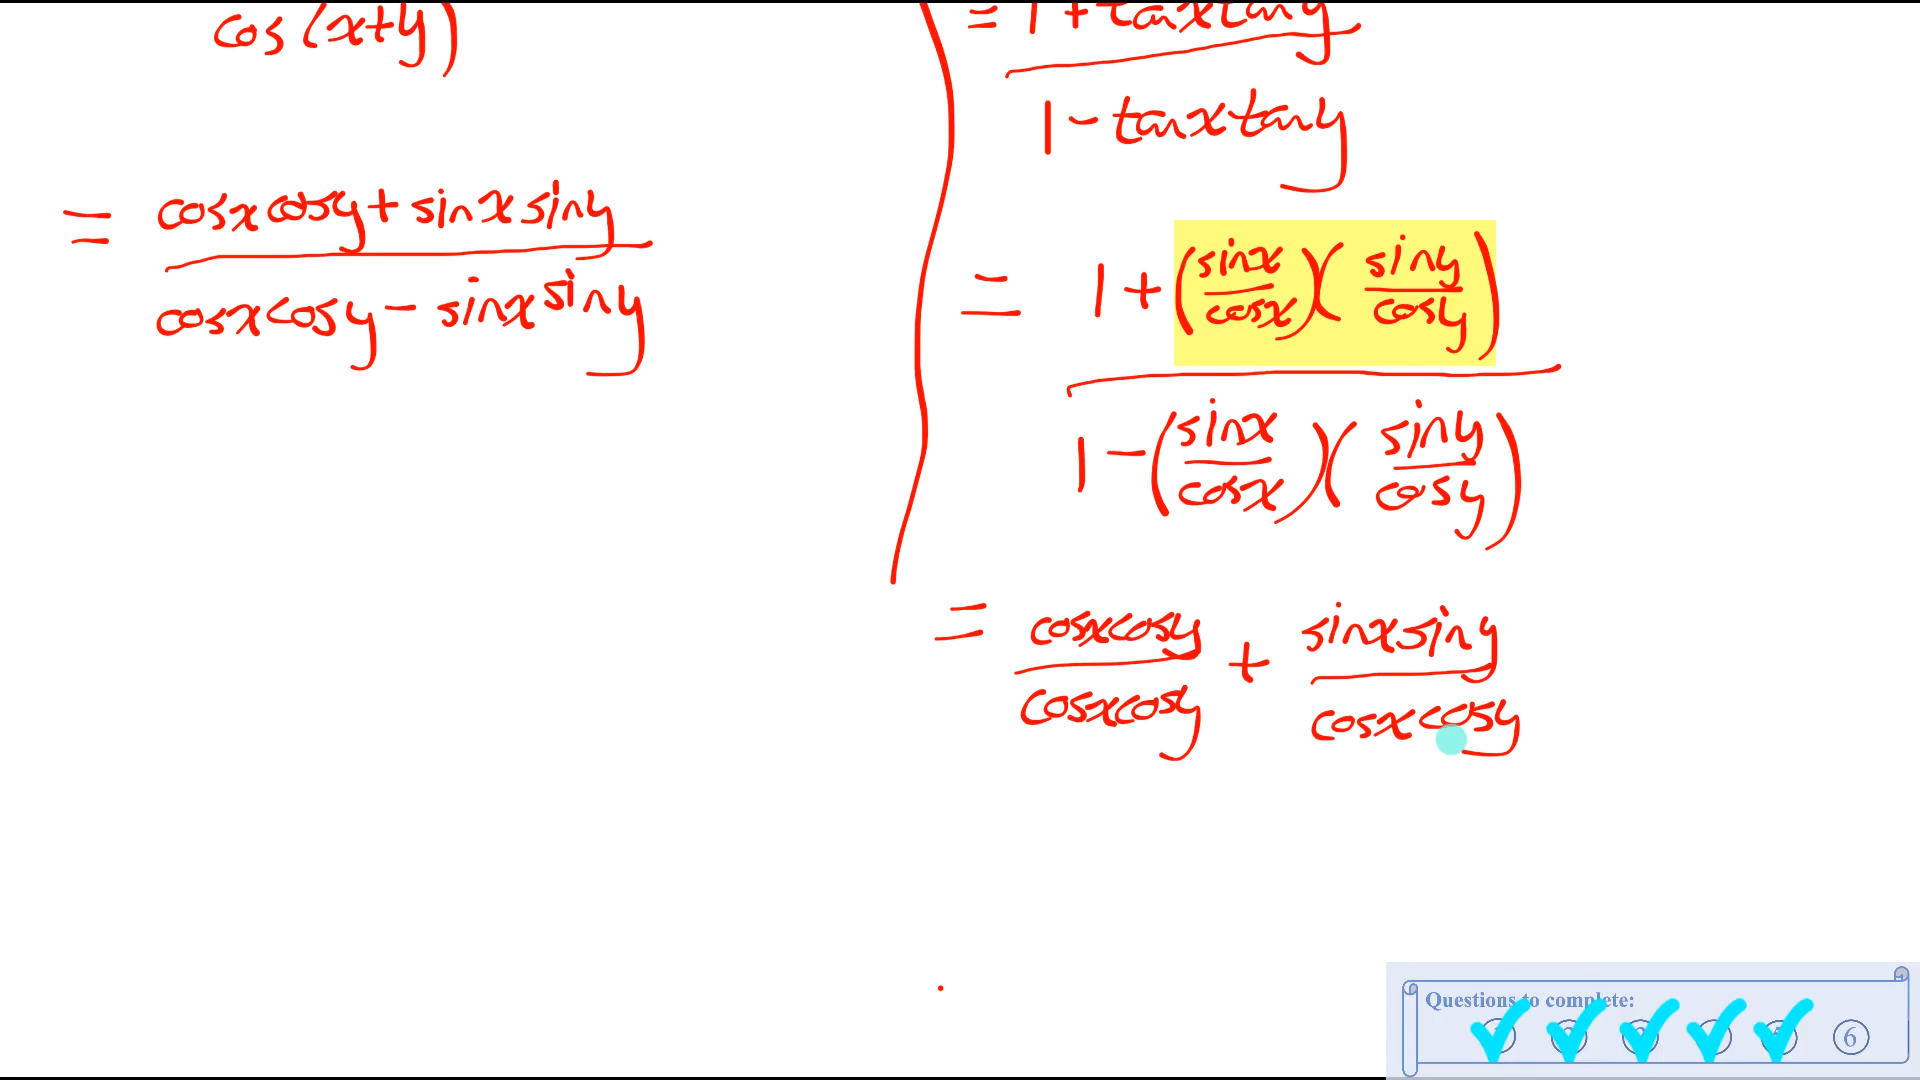 cos(x+y)
= cosxcosy + sinxsiny
cosxcosy - sinxsiny
= 1 + tanxtany
1 - tanxtany
= 1 + (sinx/cosx)(siny/cosy)
1 - (sinx/cosx)(siny/cosy)
= cosxcosy/cosxcosy + sinxsiny/cosxcosy
Questions to complete:
6